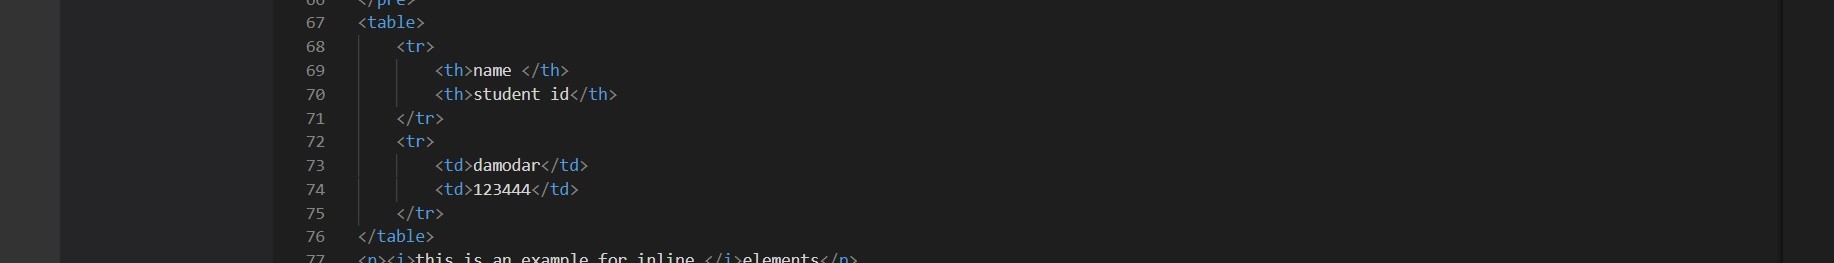 66 </pre>
67 <table>
68 <tr>
69 <th>name </th>
70 <th>student id</th>
71 </tr>
72 <tr>
73 <td>damodar</td>
74 <td>123444</td>
75 </tr>
76 </table>
77 <p><i>this is an example for inline </i>elements</p>